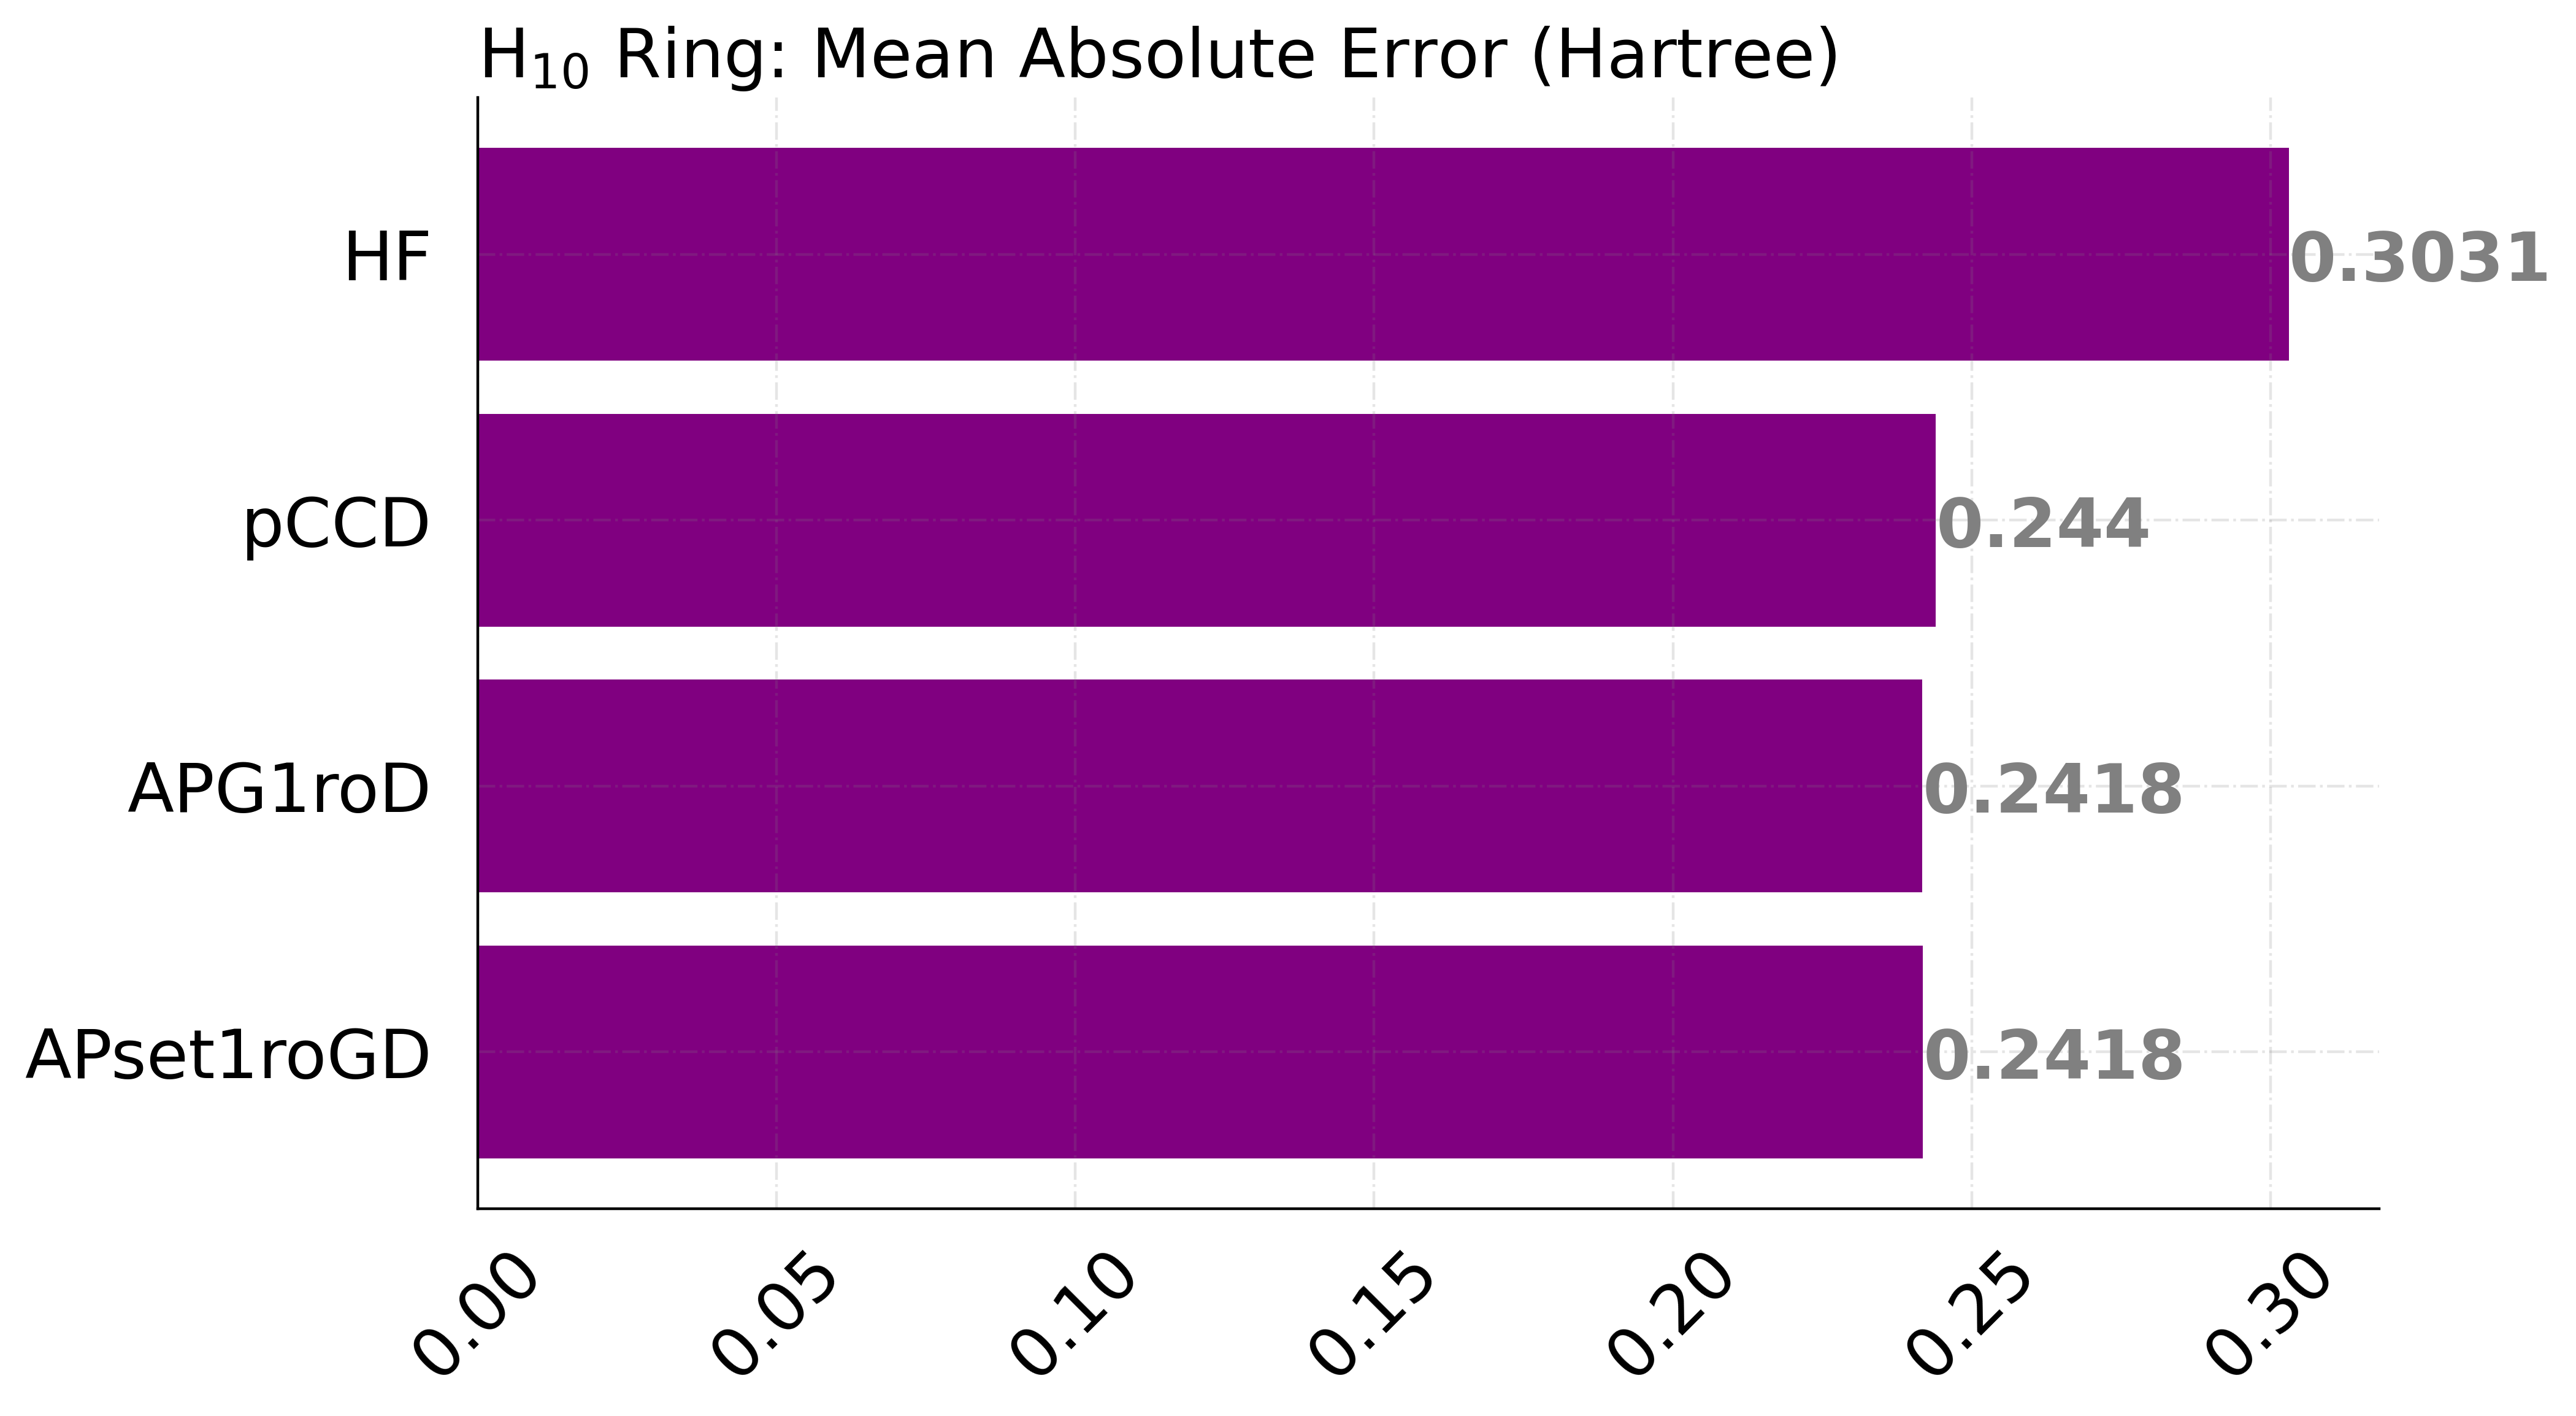 H₁₀ Ring: Mean Absolute Error (Hartree)
HF
0.3031
pCCD
0.244
APG1roD
0.2418
APset1roGD
0.2418
0.00
0.05
0.10
0.15
0.20
0.25
0.30